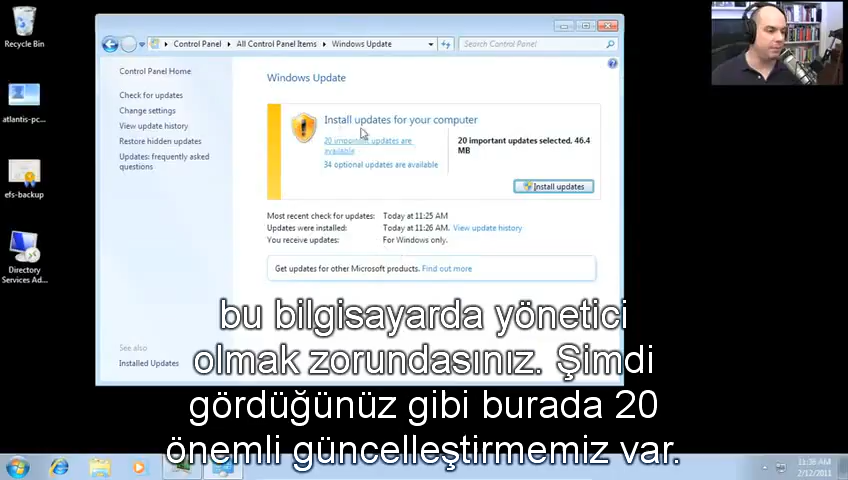 Recycle Bin
Control Panel
All Control Panel Items
Windows Update
Search Control Panel
Control Panel Home
Check for updates
Change settings
View update history
Restore hidden updates
Updates: frequently asked
questions
See also
Installed Updates
Windows Update
Install updates for your computer
20 important updates are
available
34 optional updates are available
20 important updates selected, 46.4
MB
Install updates
Most recent check for updates: Today at 11:25 AM
Updates were installed: Today at 11:26 AM. View update history
You receive updates: For Windows only.
Get updates for other Microsoft products. Find out more
atlantis-pc...
efs-backup
Directory
Services Ad...
bu bilgisayarda yönetici
olmak zorundasınız. Şimdi
gördüğünüz gibi burada 20
önemli güncelleştirmemiz var.
11:36 AM
2/12/2011